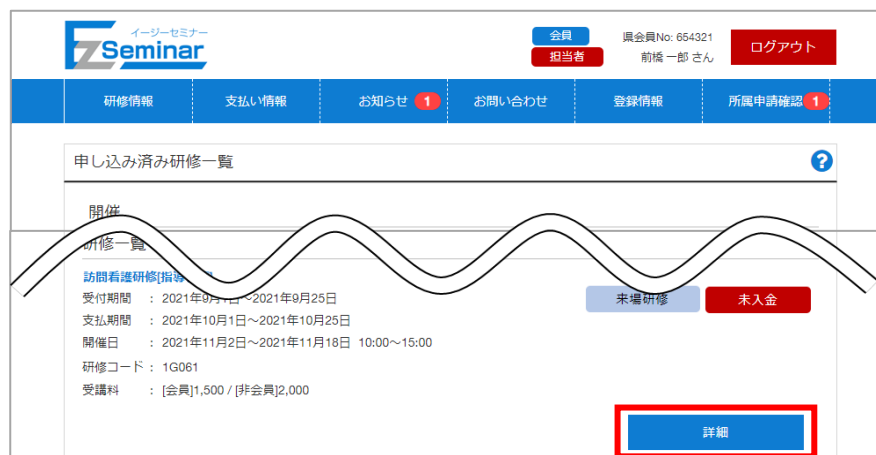 イージーセミナー
Ez Seminar
会員
担当者
県会員No: 654321
前橋 一郎 さん
ログアウト
研修情報 支払い情報 お知らせ 1 お問い合わせ 登録情報 所属申請確認 1
申し込み済み研修一覧 ?
開催
研修一覧
訪問看護研修[指導
受付期間 : 2021年9月1日~2021年9月25日
支払期間 : 2021年10月1日~2021年10月25日
開催日 : 2021年11月2日~2021年11月18日 10:00~15:00
研修コード : 1G061
受講料 : [会員]1,500 / [非会員]2,000
来場研修 未入金
詳細